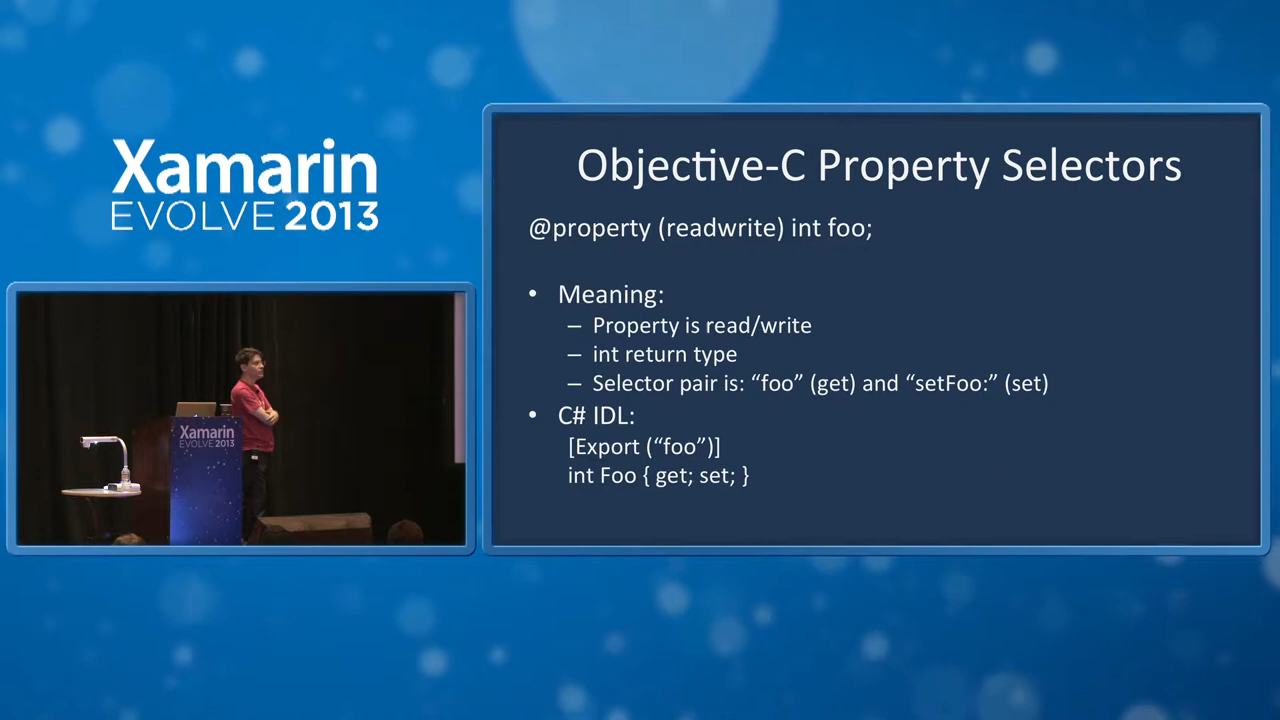 Xamarin
EVOLVE 2013
Objective-C Property Selectors
@property (readwrite) int foo;
• Meaning:
– Property is read/write
– int return type
– Selector pair is: “foo” (get) and “setFoo:” (set)
• C# IDL:
[Export (“foo”)]
int Foo { get; set; }
Xamarin
EVOLVE 2013